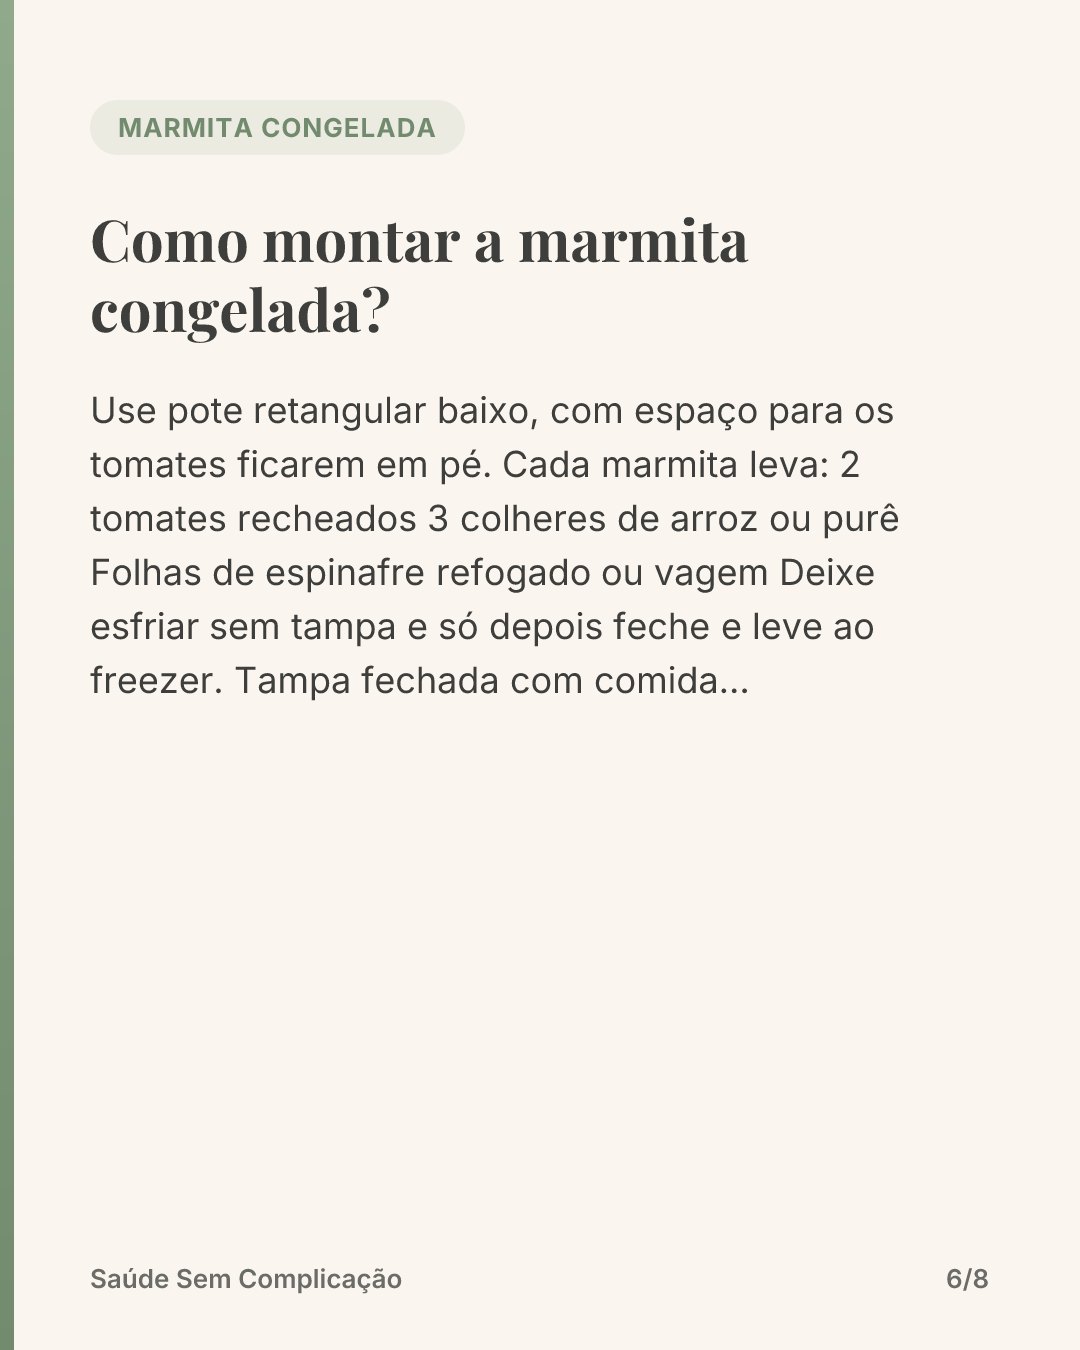 MARMITA CONGELADA
Como montar a marmita
congelada?
Use pote retangular baixo, com espaço para os
tomates ficarem em pé. Cada marmita leva: 2
tomates recheados 3 colheres de arroz ou purê
Folhas de espinafre refogado ou vagem Deixe
esfriar sem tampa e só depois feche e leve ao
freezer. Tampa fechada com comida...
Saúde Sem Complicação
6/8